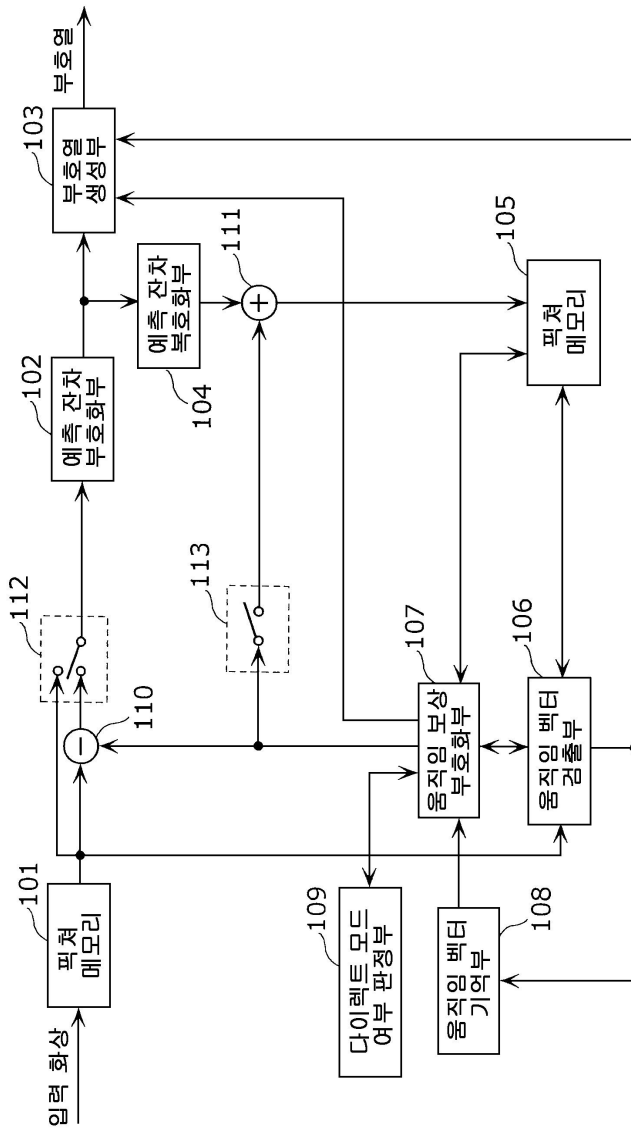 입력 화상
101
픽쳐
메모리
110
−
112
102
예측 잔차
부호화부
103
부호열
생성부
부호열
104
예측 잔차
복호화부
111
+
113
109
다이렉트 모드
여부 판정부
107
움직임 보상
부호화부
105
픽쳐
메모리
108
움직임 벡터
기억부
106
움직임 벡터
검출부